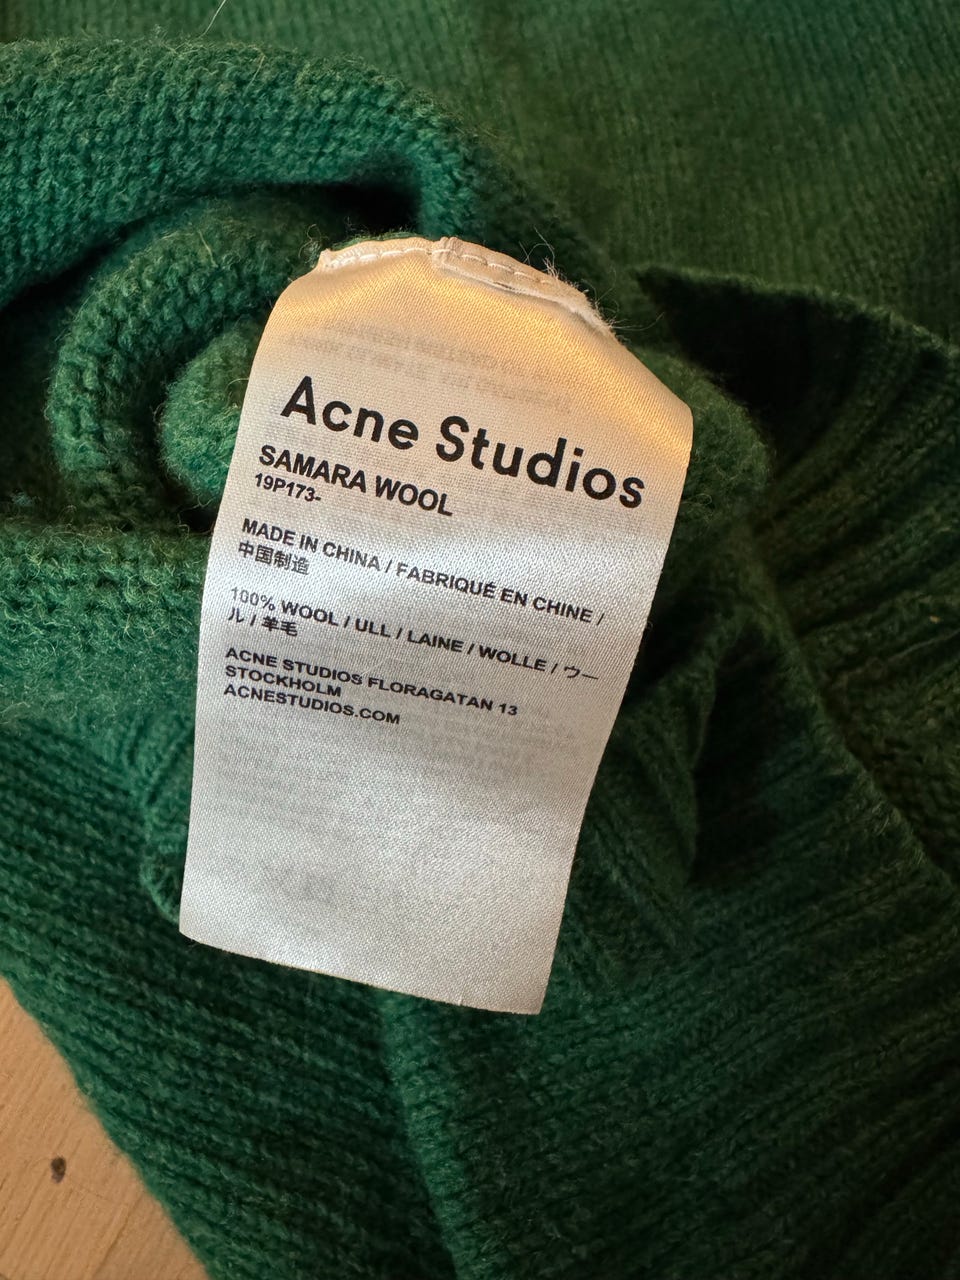 Acne Studios
SAMARA WOOL
19P173-
MADE IN CHINA / FABRIQUÉ EN CHINE /
中国制造
100% WOOL / ULL / LAINE / WOLLE / ウー
ル / 羊毛
ACNE STUDIOS FLORAGATAN 13
STOCKHOLM
ACNESTUDIOS.COM